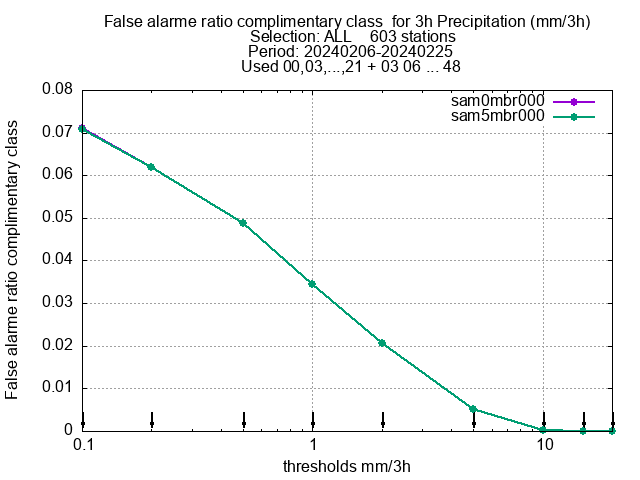 False alarme ratio complimentary class  for 3h Precipitation (mm/3h)
Selection: ALL    603 stations
Period: 20240206-20240225
Used 00,03,...,21 + 03 06 ... 48
sam0mbr000
sam5mbr000
False alarme ratio complimentary class
0.08
0.07
0.06
0.05
0.04
0.03
0.02
0.01
0
0.1
1
10
thresholds mm/3h